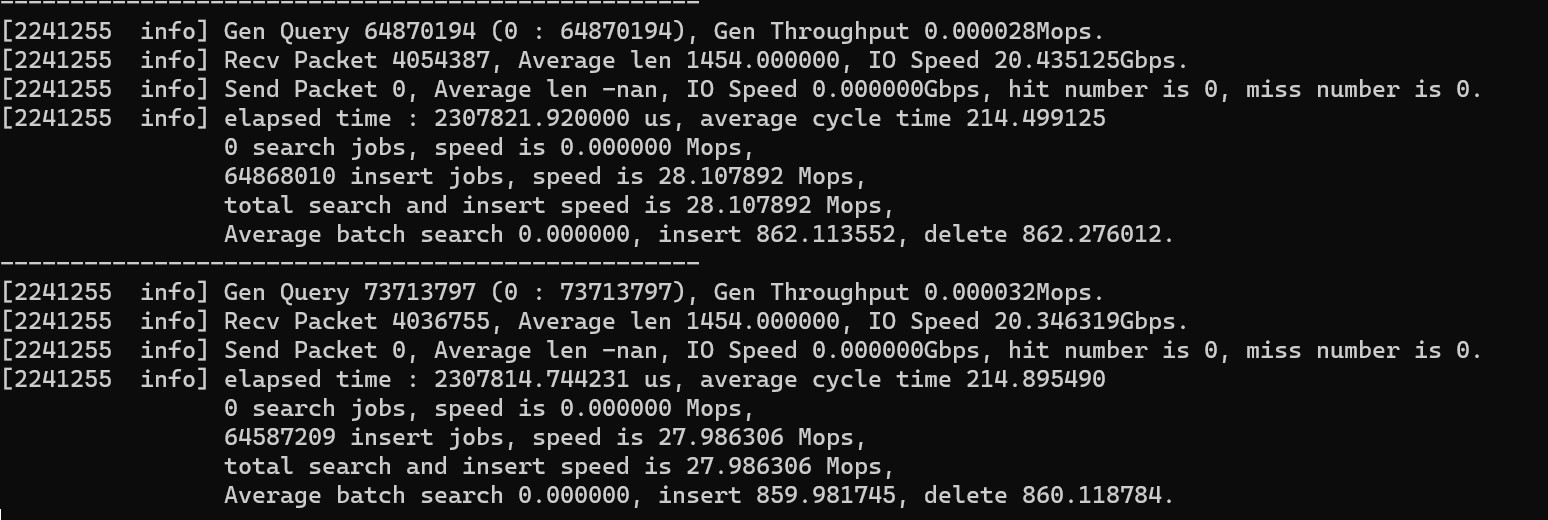 --------------------------------------------------
[2241255  info] Gen Query 64870194 (0 : 64870194), Gen Throughput 0.000028Mops.
[2241255  info] Recv Packet 4054387, Average len 1454.000000, IO Speed 20.435125Gbps.
[2241255  info] Send Packet 0, Average len -nan, IO Speed 0.000000Gbps, hit number is 0, miss number is 0.
[2241255  info] elapsed time : 2307821.920000 us, average cycle time 214.499125
                0 search jobs, speed is 0.000000 Mops,
                64868010 insert jobs, speed is 28.107892 Mops,
                total search and insert speed is 28.107892 Mops,
                Average batch search 0.000000, insert 862.113552, delete 862.276012.
--------------------------------------------------
[2241255  info] Gen Query 73713797 (0 : 73713797), Gen Throughput 0.000032Mops.
[2241255  info] Recv Packet 4036755, Average len 1454.000000, IO Speed 20.346319Gbps.
[2241255  info] Send Packet 0, Average len -nan, IO Speed 0.000000Gbps, hit number is 0, miss number is 0.
[2241255  info] elapsed time : 2307814.744231 us, average cycle time 214.895490
                0 search jobs, speed is 0.000000 Mops,
                64587209 insert jobs, speed is 27.986306 Mops,
                total search and insert speed is 27.986306 Mops,
                Average batch search 0.000000, insert 859.981745, delete 860.118784.